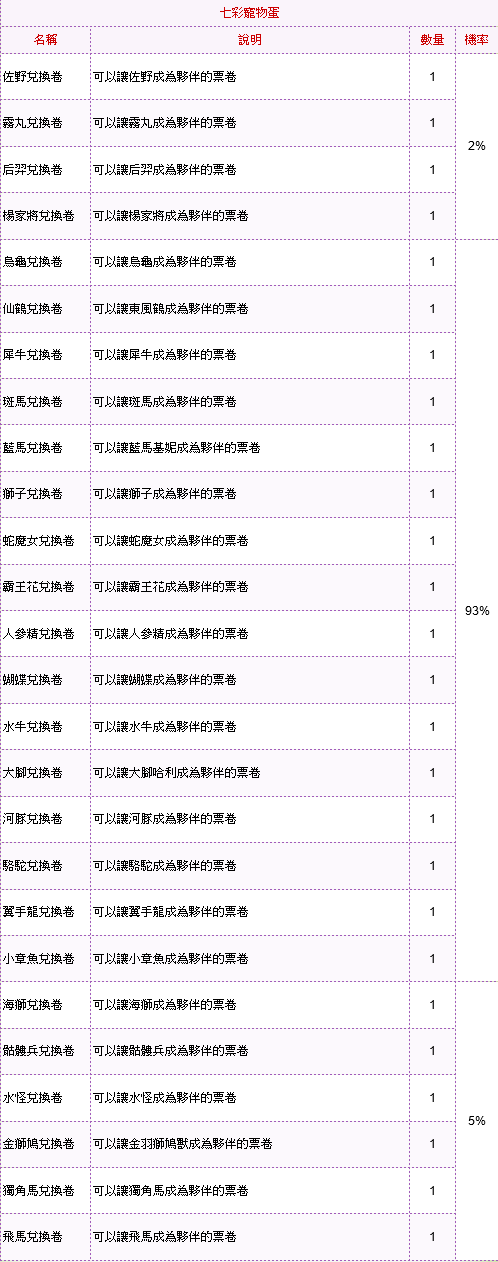 七彩寵物蛋
名稱 說明 數量 機率
佐野兌換卷 可以讓佐野成為夥伴的票卷 1
霧丸兌換卷 可以讓霧丸成為夥伴的票卷 1
2%
后羿兌換卷 可以讓后羿成為夥伴的票卷 1
楊家將兌換卷 可以讓楊家將成為夥伴的票卷 1
烏龜兌換卷 可以讓烏龜成為夥伴的票卷 1
仙鶴兌換卷 可以讓東風鶴成為夥伴的票卷 1
犀牛兌換卷 可以讓犀牛成為夥伴的票卷 1
斑馬兌換卷 可以讓斑馬成為夥伴的票卷 1
藍馬兌換卷 可以讓藍馬基妮成為夥伴的票卷 1
獅子兌換卷 可以讓獅子成為夥伴的票卷 1
蛇魔女兌換卷 可以讓蛇魔女成為夥伴的票卷 1
霸王花兌換卷 可以讓霸王花成為夥伴的票卷 1
93%
人參精兌換卷 可以讓人參精成為夥伴的票卷 1
蝴蝶兌換卷 可以讓蝴蝶成為夥伴的票卷 1
水牛兌換卷 可以讓水牛成為夥伴的票卷 1
大腳兌換卷 可以讓大腳哈利成為夥伴的票卷 1
河豚兌換卷 可以讓河豚成為夥伴的票卷 1
駱駝兌換卷 可以讓駱駝成為夥伴的票卷 1
翼手龍兌換卷 可以讓翼手龍成為夥伴的票卷 1
小章魚兌換卷 可以讓小章魚成為夥伴的票卷 1
海獅兌換卷 可以讓海獅成為夥伴的票卷 1
骷髏兵兌換卷 可以讓骷髏兵成為夥伴的票卷 1
水怪兌換卷 可以讓水怪成為夥伴的票卷 1
5%
金獅鳩兌換卷 可以讓金羽獅鳩獸成為夥伴的票卷 1
獨角馬兌換卷 可以讓獨角馬成為夥伴的票卷 1
飛馬兌換卷 可以讓飛馬成為夥伴的票卷 1